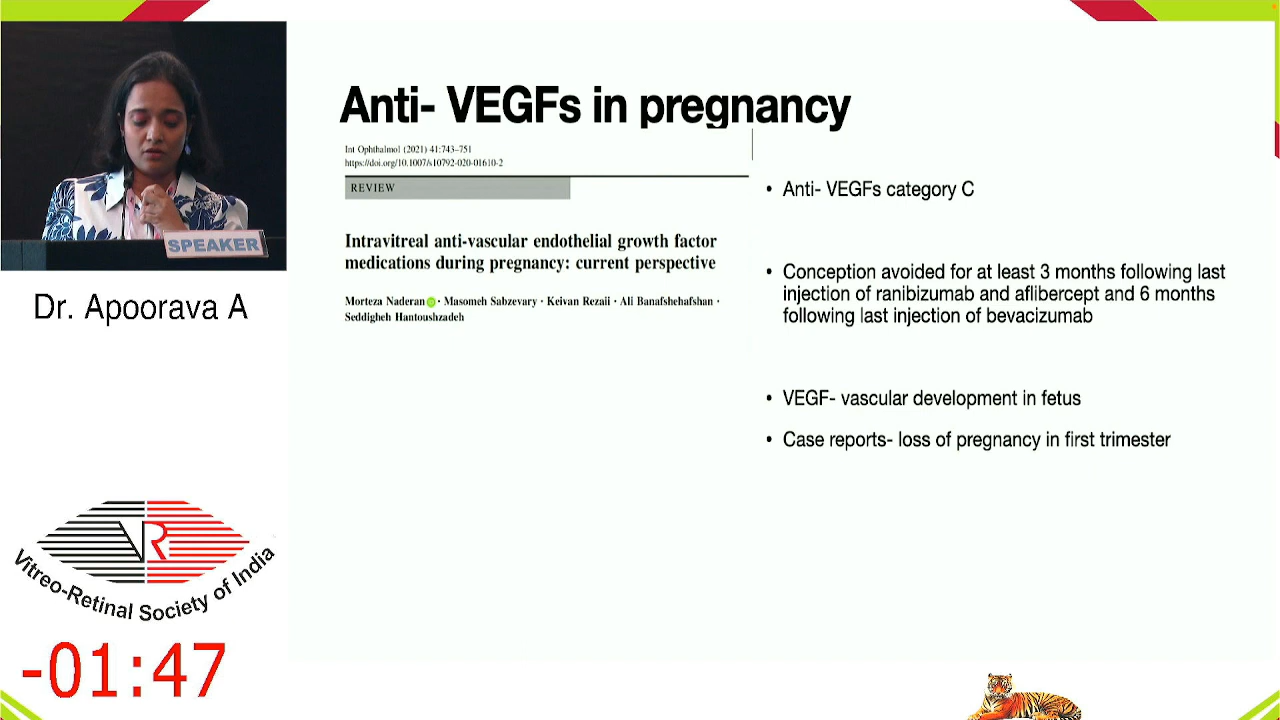 Anti- VEGFs in pregnancy
Int Ophthalmol (2021) 41:743–751
https://doi.org/10.1007/s10792-020-01610-2
REVIEW
Intravitreal anti-vascular endothelial growth factor
medications during pregnancy: current perspective
Morteza Naderan · Masomeh Sabzevary · Keivan Rezaii · Ali Banafshehafshan ·
Seddigheh Hantoushzadeh
• Anti- VEGFs category C
• Conception avoided for at least 3 months following last
injection of ranibizumab and aflibercept and 6 months
following last injection of bevacizumab
• VEGF- vascular development in fetus
• Case reports- loss of pregnancy in first trimester
SPEAKER
Dr. Apoorava A
VR
Vitreo-Retinal Society of India
-01:47